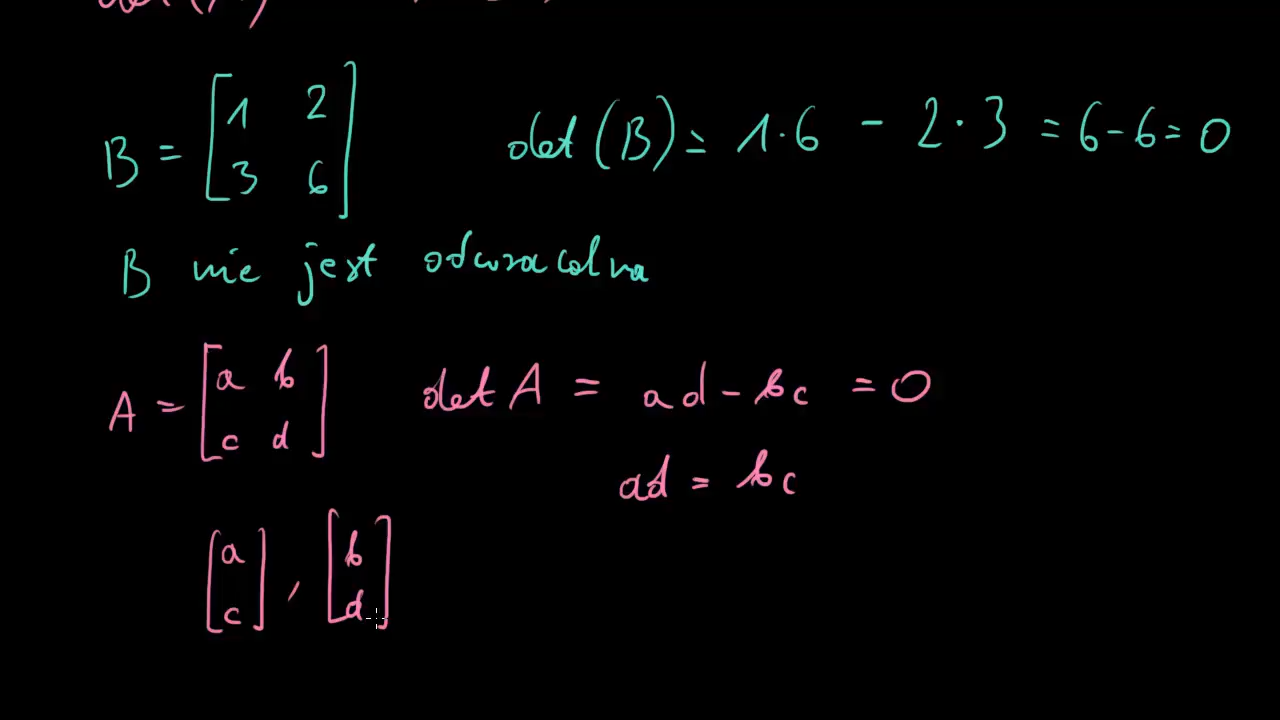 B = [1 2 3 6] det (B) = 1·6 - 2·3 = 6-6 = 0
B nie jest odwracalna
A = [a b c d] det A = ad - bc = 0
ad = bc
[a c] , [b d]